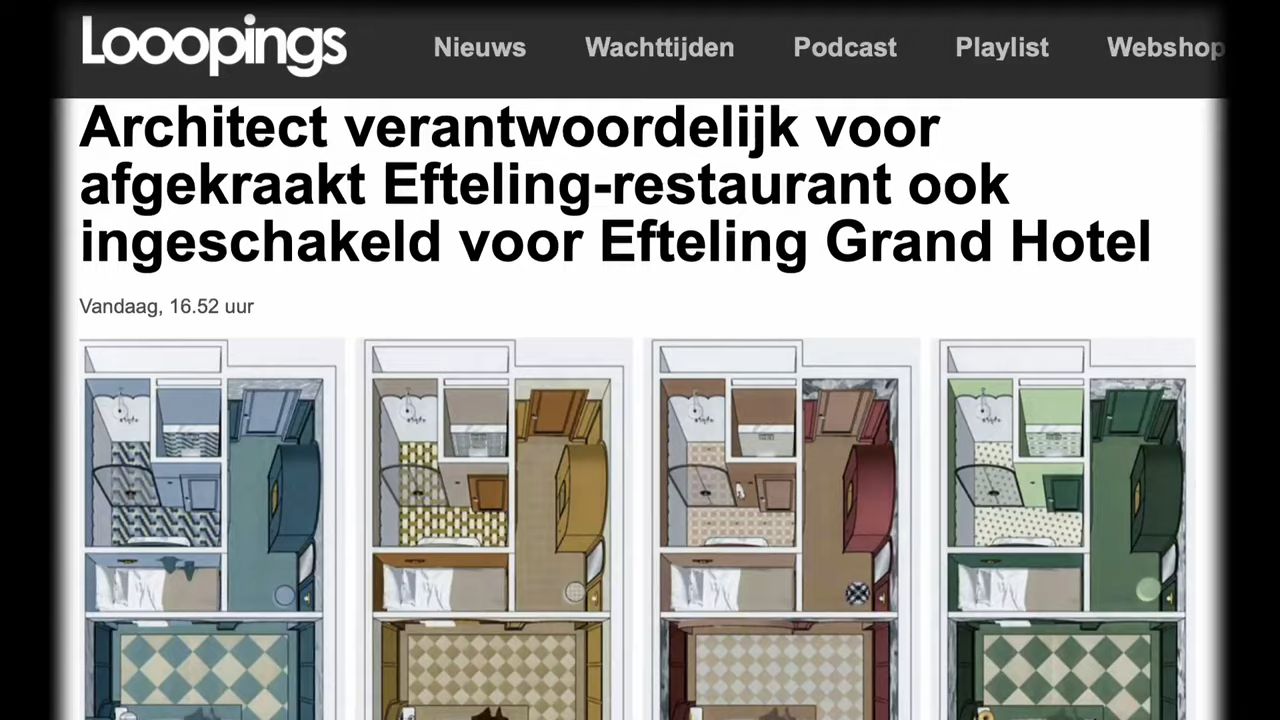 Looopings
Nieuws Wachttijden Podcast Playlist Webshop
Architect verantwoordelijk voor
afgekraakt Efteling-restaurant ook
ingeschakeld voor Efteling Grand Hotel
Vandaag, 16.52 uur